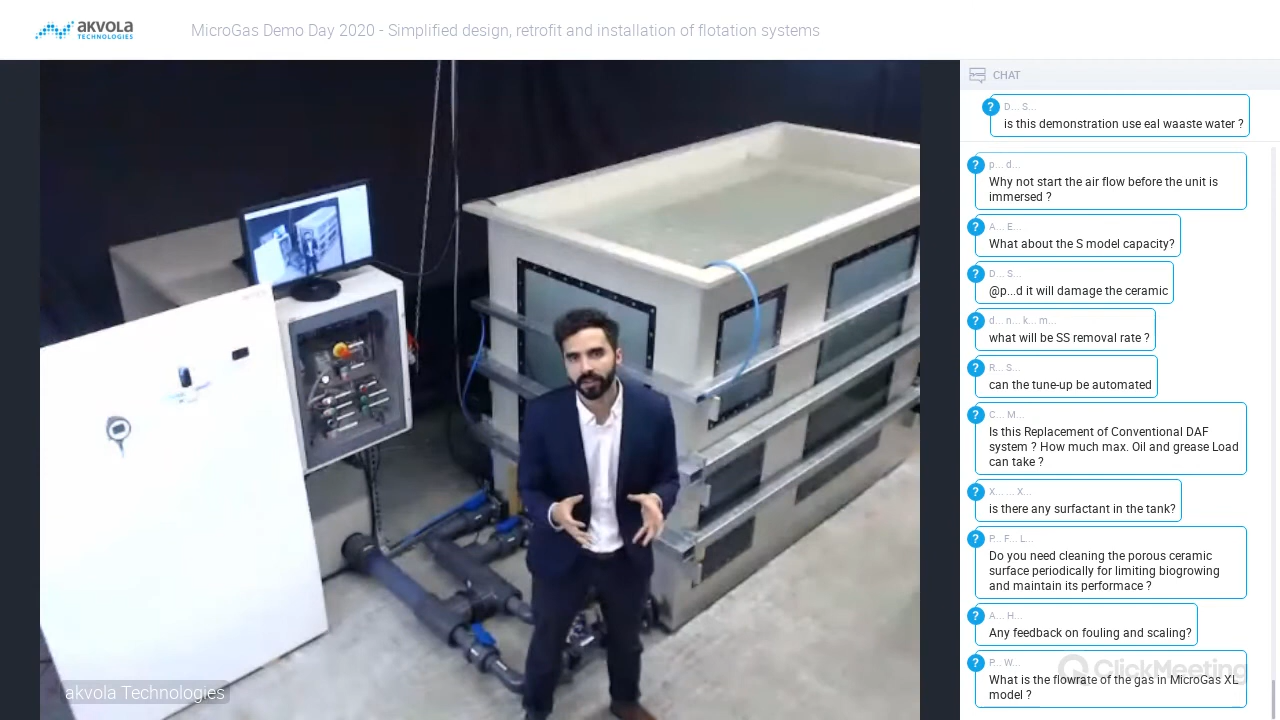 akvola
TECHNOLOGIES
MicroGas Demo Day 2020 - Simplified design, retrofit and installation of flotation systems
CHAT
D... S...
is this demonstration use eal waaste water ?
p... d...
Why not start the air flow before the unit is
immersed ?
A... E...
What about the S model capacity?
D... S...
@p...d it will damage the ceramic
d... n... k... m...
what will be SS removal rate ?
R... S...
can the tune-up be automated
C... M...
Is this Replacement of Conventional DAF
system ? How much max. Oil and grease Load
can take ?
X... ... X...
is there any surfactant in the tank?
P... F... L...
Do you need cleaning the porous ceramic
surface periodically for limiting biogrowing
and maintain its performace ?
A... H...
Any feedback on fouling and scaling?
P... W...
What is the flowrate of the gas in MicroGas XL
model ?
ClickMeeting
akvola Technologies